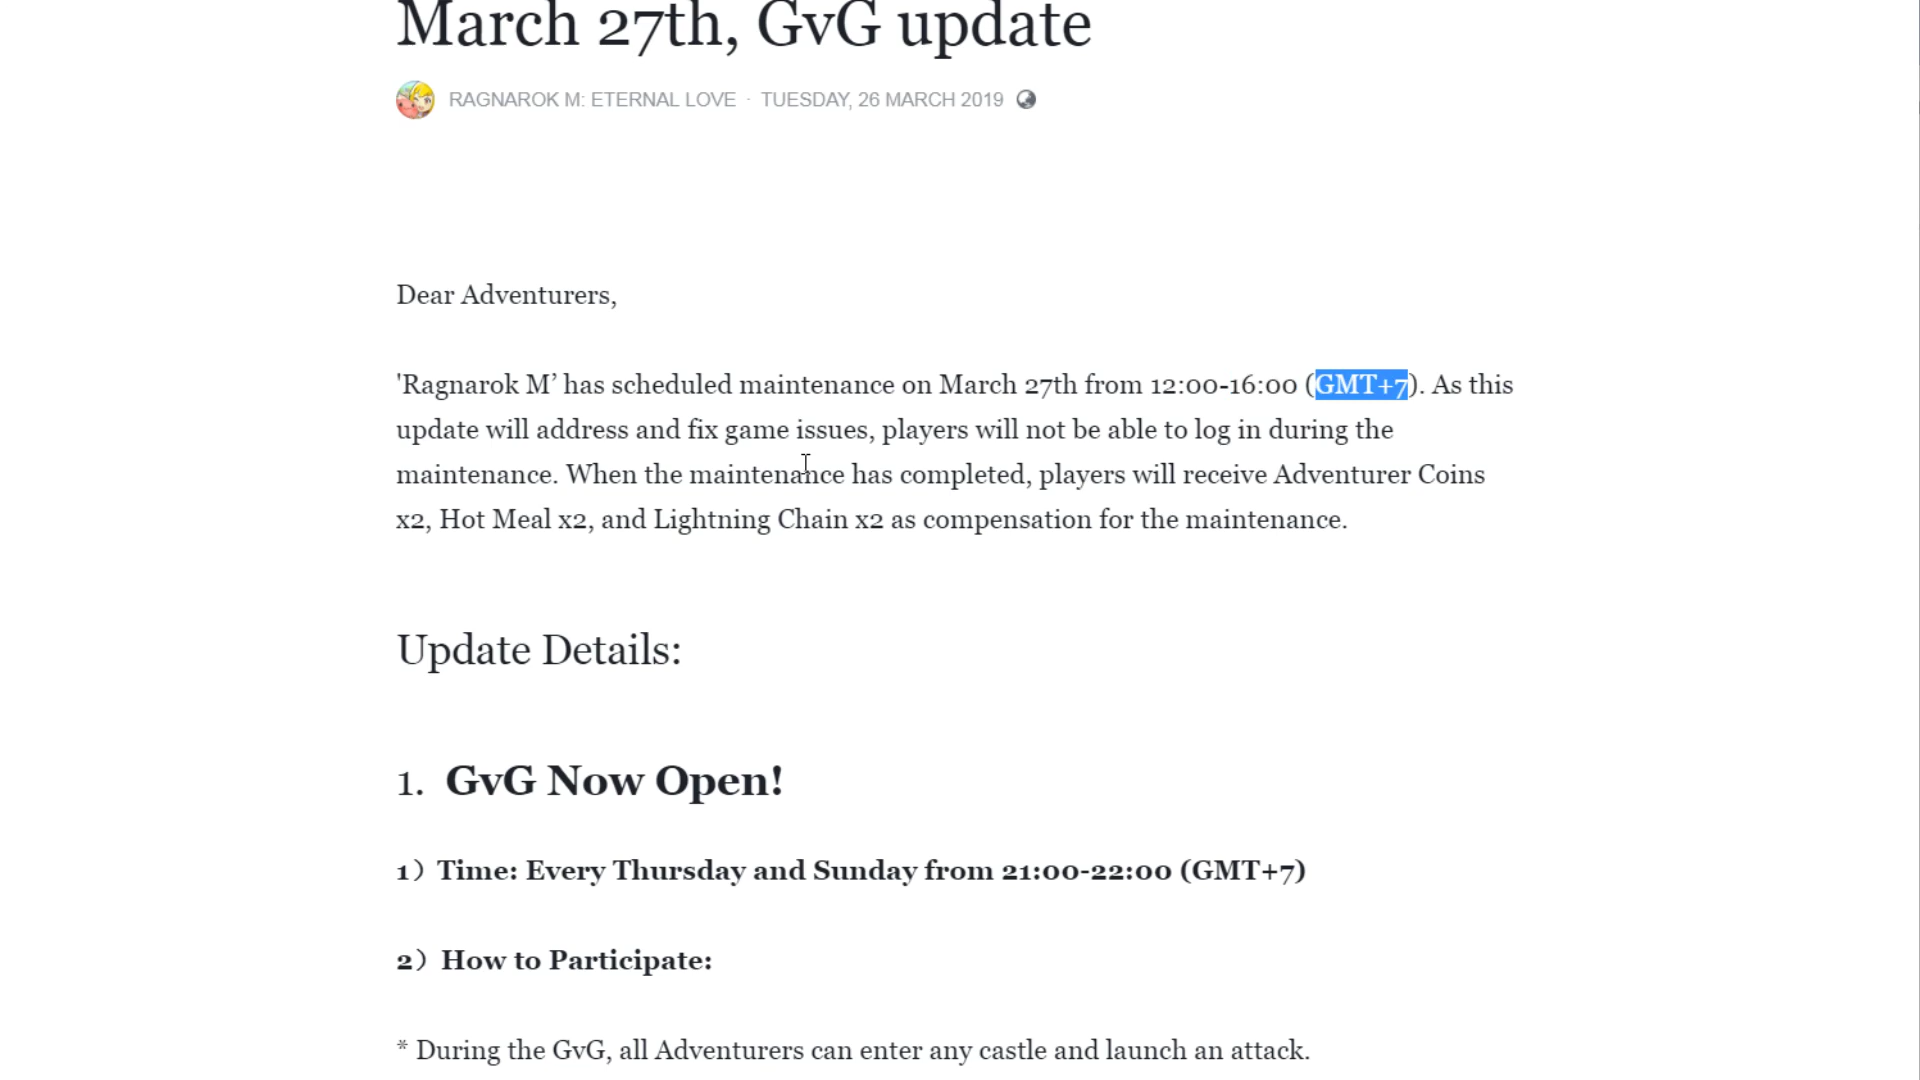 March 27th, GvG update
RAGNAROK M: ETERNAL LOVE · TUESDAY, 26 MARCH 2019
Dear Adventurers,
'Ragnarok M’ has scheduled maintenance on March 27th from 12:00-16:00 (GMT+7). As this
update will address and fix game issues, players will not be able to log in during the
maintenance. When the maintenance has completed, players will receive Adventurer Coins
x2, Hot Meal x2, and Lightning Chain x2 as compensation for the maintenance.
Update Details:
1. GvG Now Open!
1）Time: Every Thursday and Sunday from 21:00-22:00 (GMT+7)
2）How to Participate:
* During the GvG, all Adventurers can enter any castle and launch an attack.